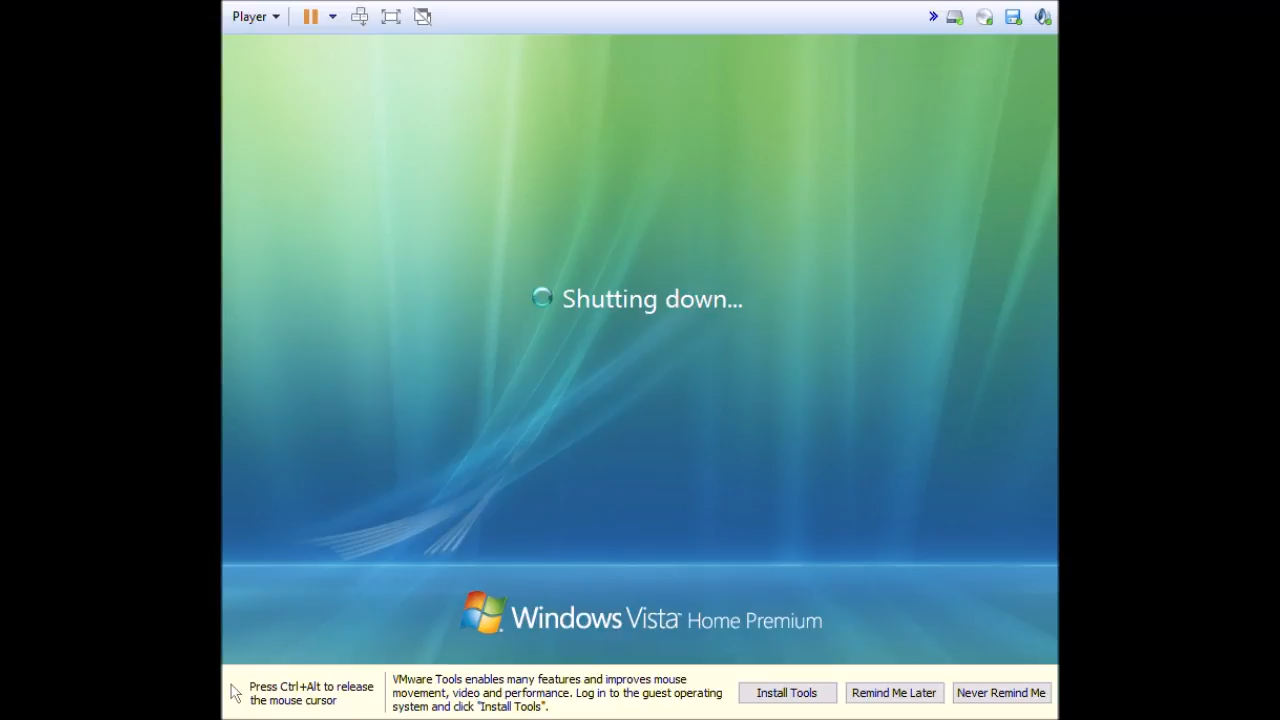 Player
Shutting down...
Windows Vista™ Home Premium
Press Ctrl+Alt to release
the mouse cursor
VMware Tools enables many features and improves mouse
movement, video and performance. Log in to the guest operating
system and click "Install Tools".
Install Tools
Remind Me Later
Never Remind Me